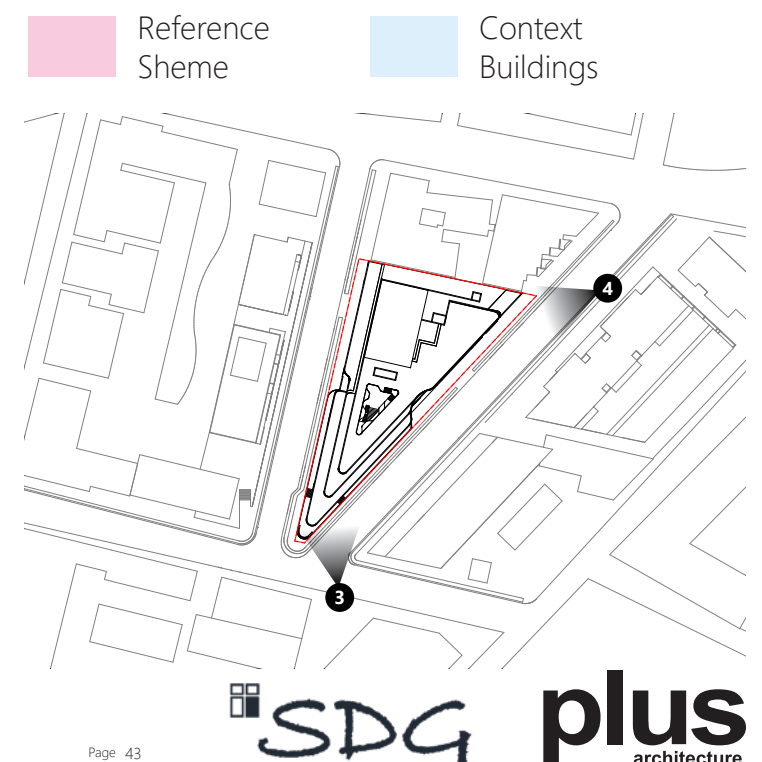 Reference
Sheme
Context
Buildings
4
3
Page 43
SDG
plus
architecture